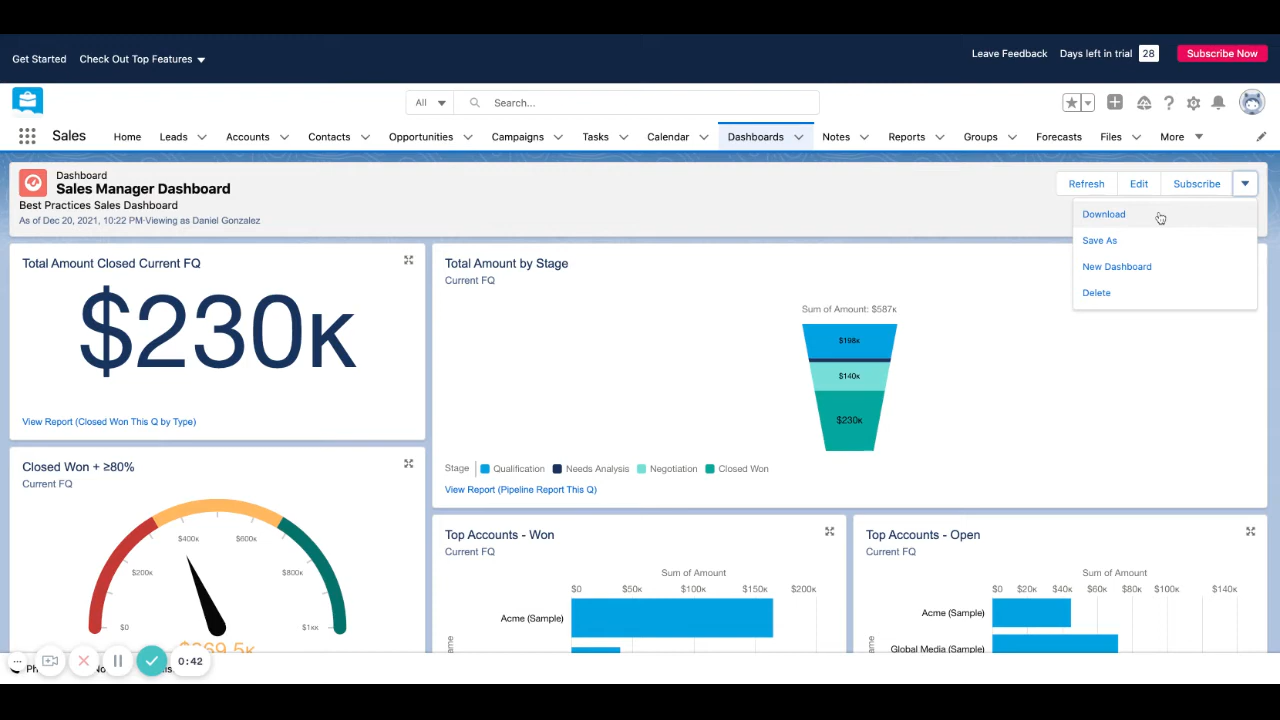 Get Started Check Out Top Features Leave Feedback Days left in trial 28 Subscribe Now
All Search...
Sales Home Leads Accounts Contacts Opportunities Campaigns Tasks Calendar Dashboards Notes Reports Groups Forecasts Files More
Dashboard
Sales Manager Dashboard
Best Practices Sales Dashboard
As of Dec 20, 2021, 10:22 PM·Viewing as Daniel Gonzalez
Refresh Edit Subscribe
Download
Save As
New Dashboard
Delete
Total Amount Closed Current FQ
$230K
View Report (Closed Won This Q by Type)
Total Amount by Stage
Current FQ
Sum of Amount: $587K
$198K
$140K
$230K
Stage Qualification Needs Analysis Negotiation Closed Won
View Report (Pipeline Report This Q)
Closed Won + ≥80%
Current FQ
$0 $200K $400K $600K $800K $1KK
Top Accounts - Won
Current FQ
Sum of Amount
$0 $50K $100K $150K $200K
Acme (Sample)
Top Accounts - Open
Current FQ
Sum of Amount
$0 $20K $40K $60K $80K $100K $140K
Acme (Sample)
Global Media (Sample)
0:42